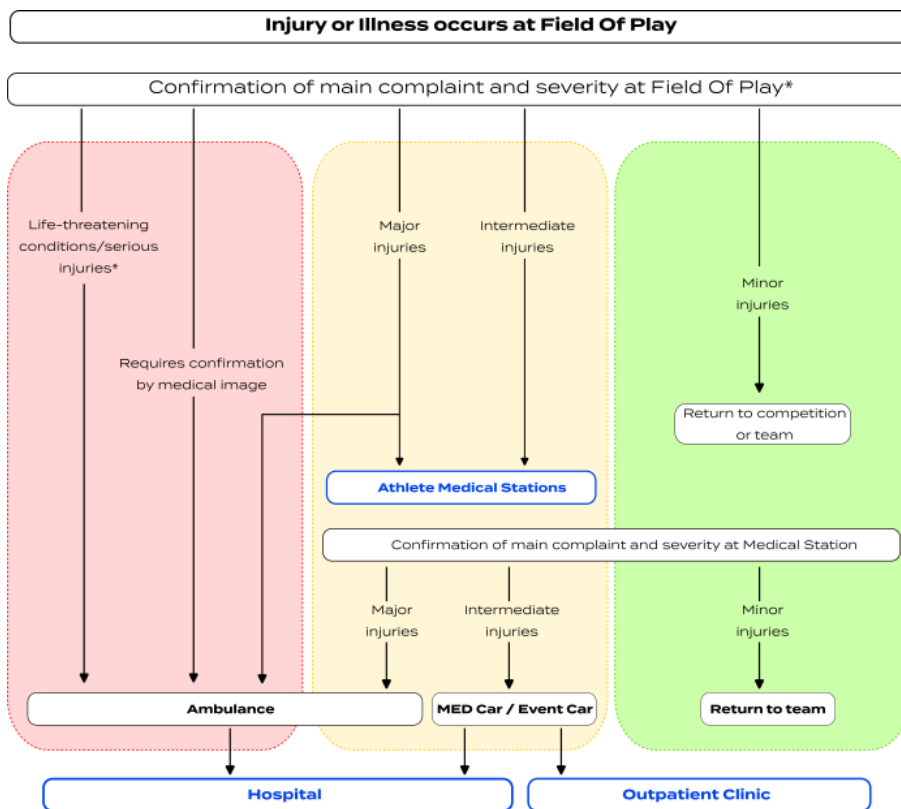 Injury or Illness occurs at Field Of Play
Confirmation of main complaint and severity at Field Of Play*
Life-threatening
conditions/serious
injuries*
Requires confirmation
by medical image
Major
injuries
Intermediate
injuries
Minor
injuries
Return to competition
or team
Athlete Medical Stations
Confirmation of main complaint and severity at Medical Station
Major
injuries
Intermediate
injuries
Minor
injuries
Ambulance
MED Car / Event Car
Return to team
Hospital
Outpatient Clinic